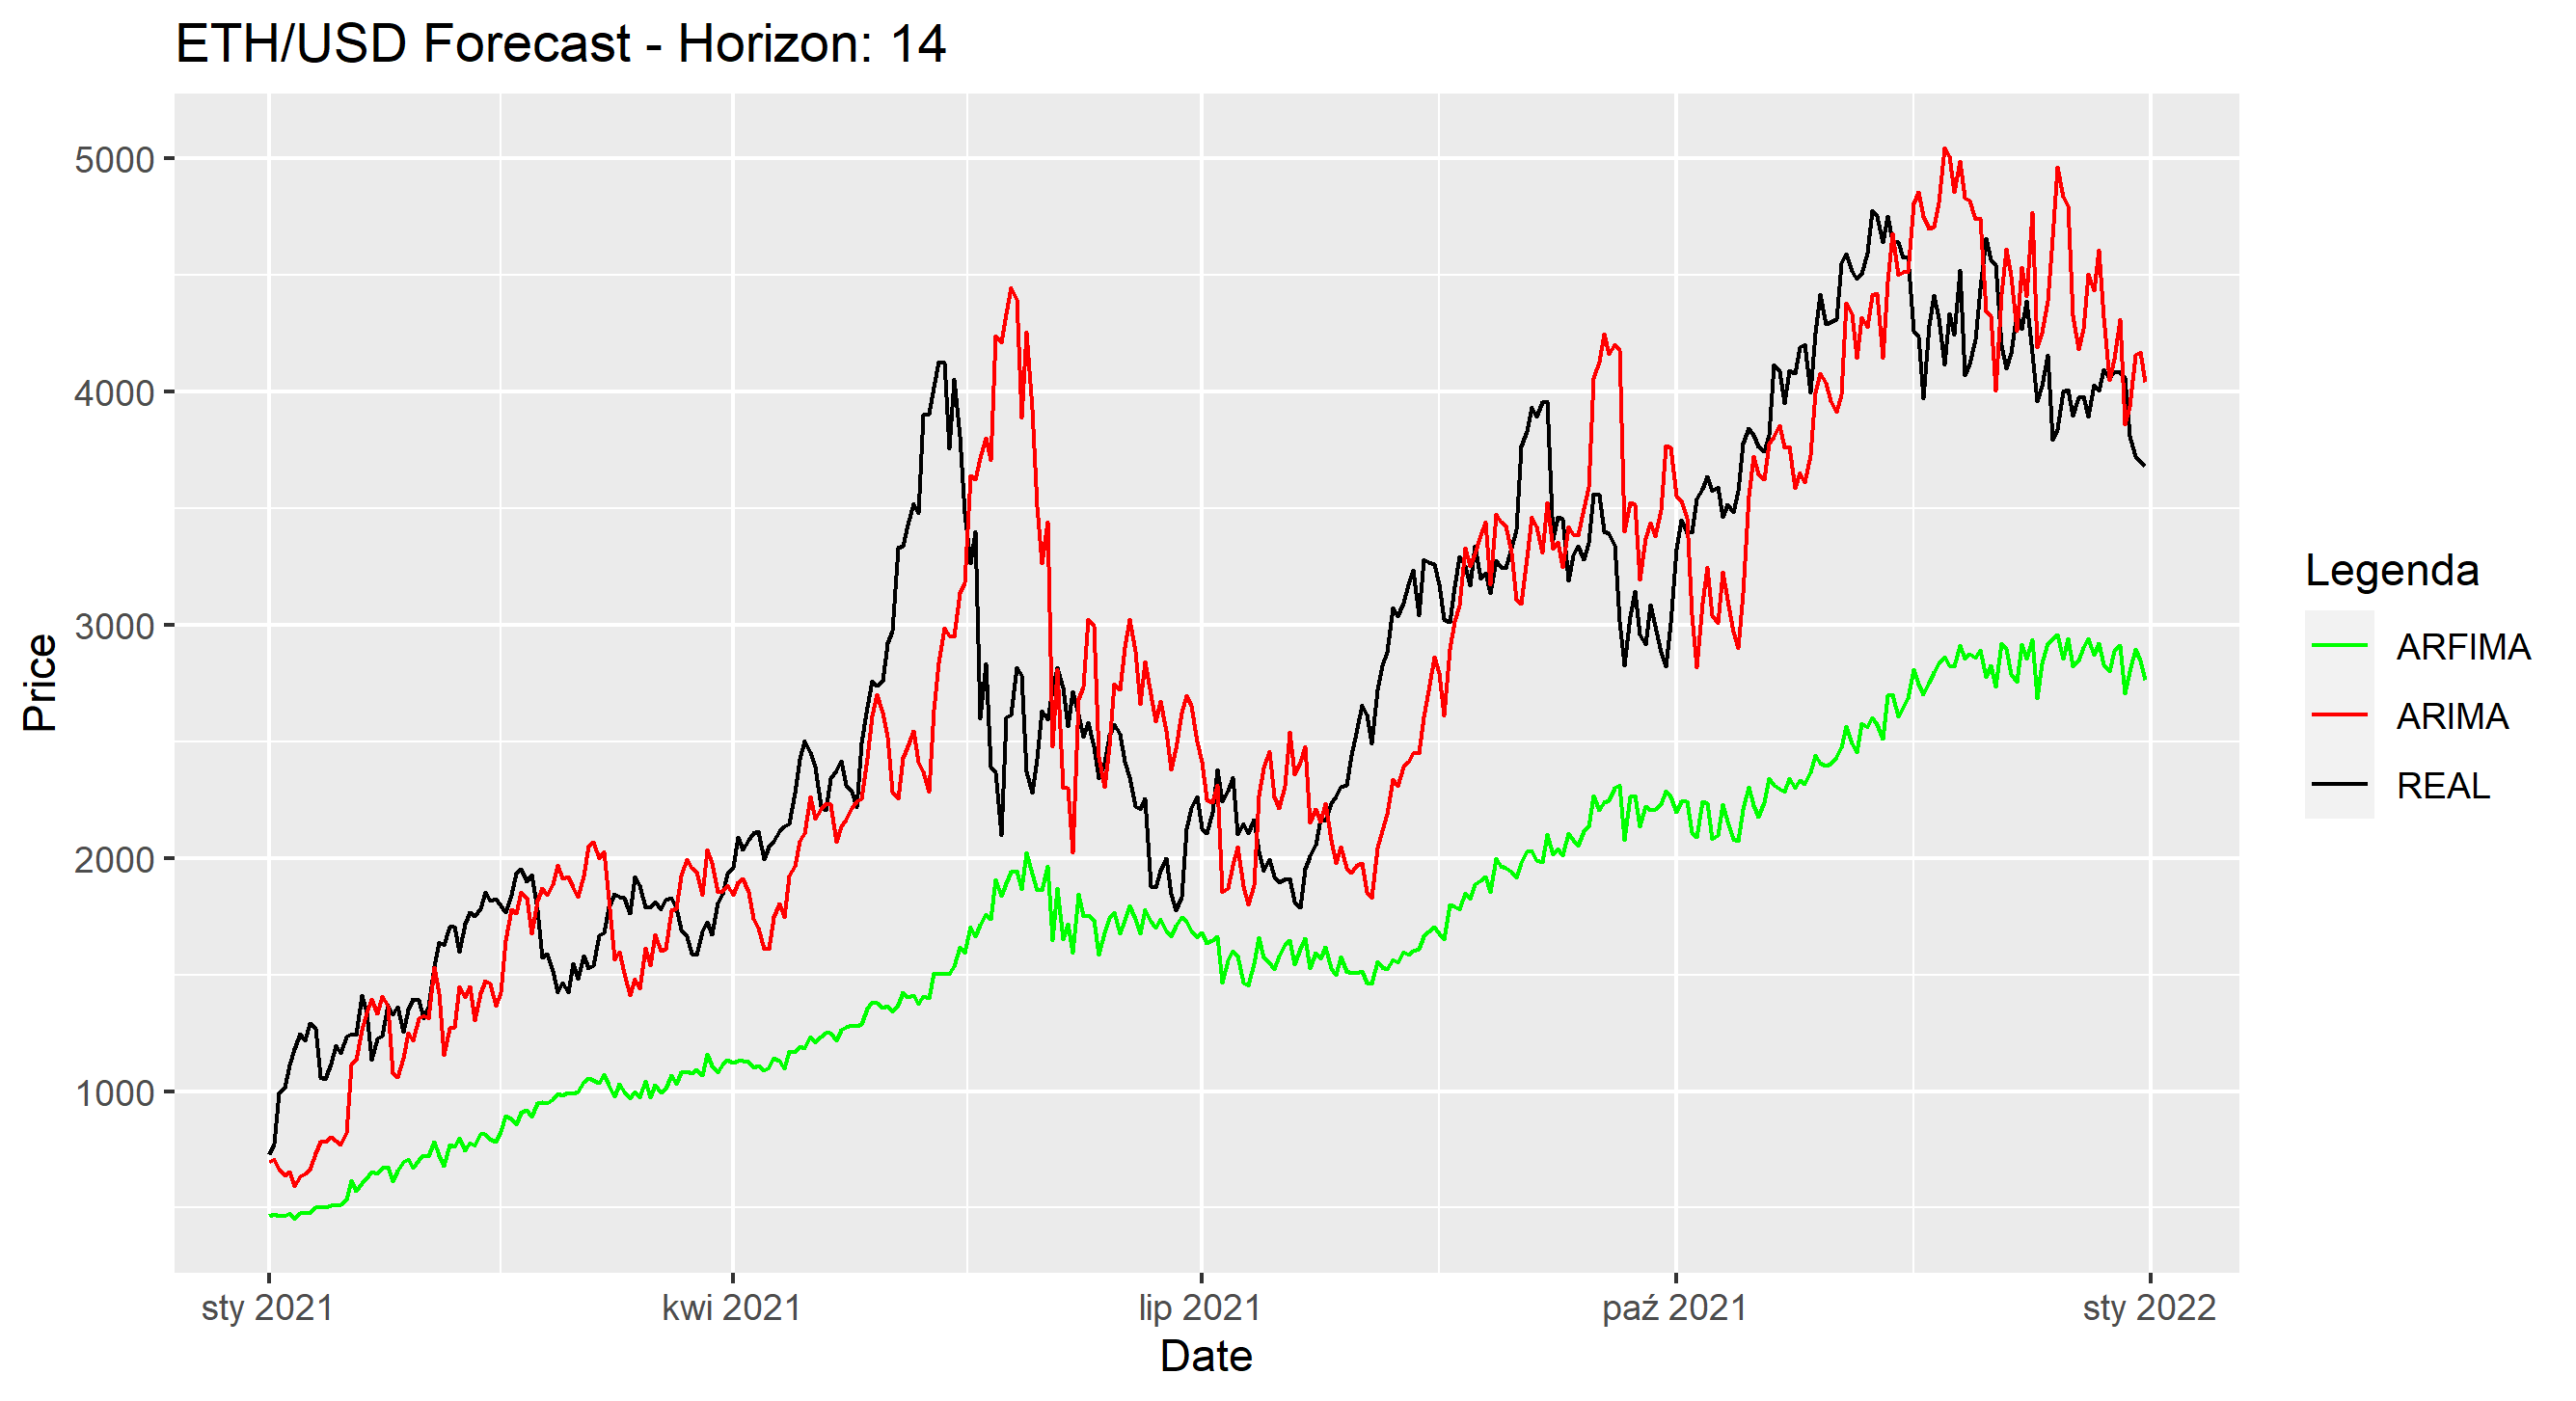 ETH/USD Forecast - Horizon: 14
Price
5000
4000
3000
2000
1000
sty 2021
kwi 2021
lip 2021
paź 2021
sty 2022
Date
Legenda
ARFIMA
ARIMA
REAL